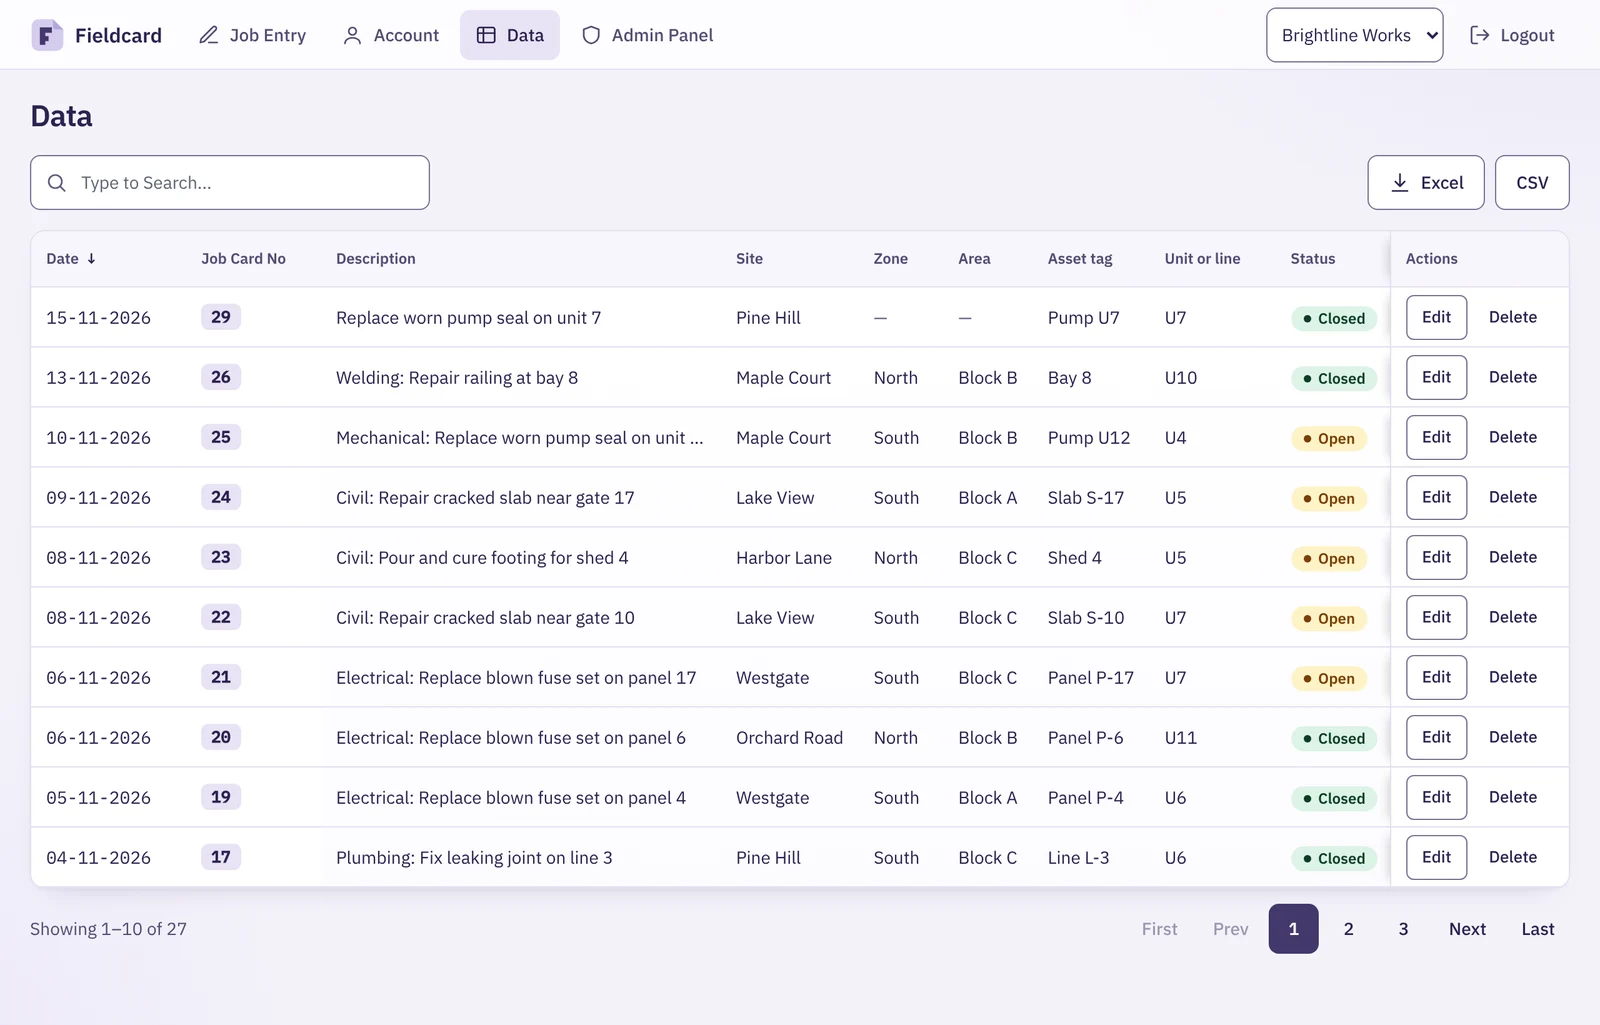 Fieldcard Job Entry Account Data Admin Panel Brightline Works Logout
Data
Type to Search... Excel CSV
Date ↓ Job Card No Description Site Zone Area Asset tag Unit or line Status Actions
15-11-2026 29 Replace worn pump seal on unit 7 Pine Hill — — Pump U7 U7 Closed Edit Delete
13-11-2026 26 Welding: Repair railing at bay 8 Maple Court North Block B Bay 8 U10 Closed Edit Delete
10-11-2026 25 Mechanical: Replace worn pump seal on unit ... Maple Court South Block B Pump U12 U4 Open Edit Delete
09-11-2026 24 Civil: Repair cracked slab near gate 17 Lake View South Block A Slab S-17 U5 Open Edit Delete
08-11-2026 23 Civil: Pour and cure footing for shed 4 Harbor Lane North Block C Shed 4 U5 Open Edit Delete
08-11-2026 22 Civil: Repair cracked slab near gate 10 Lake View South Block C Slab S-10 U7 Open Edit Delete
06-11-2026 21 Electrical: Replace blown fuse set on panel 17 Westgate South Block C Panel P-17 U7 Open Edit Delete
06-11-2026 20 Electrical: Replace blown fuse set on panel 6 Orchard Road North Block B Panel P-6 U11 Closed Edit Delete
05-11-2026 19 Electrical: Replace blown fuse set on panel 4 Westgate South Block A Panel P-4 U6 Closed Edit Delete
04-11-2026 17 Plumbing: Fix leaking joint on line 3 Pine Hill South Block C Line L-3 U6 Closed Edit Delete
Showing 1–10 of 27 First Prev 1 2 3 Next Last